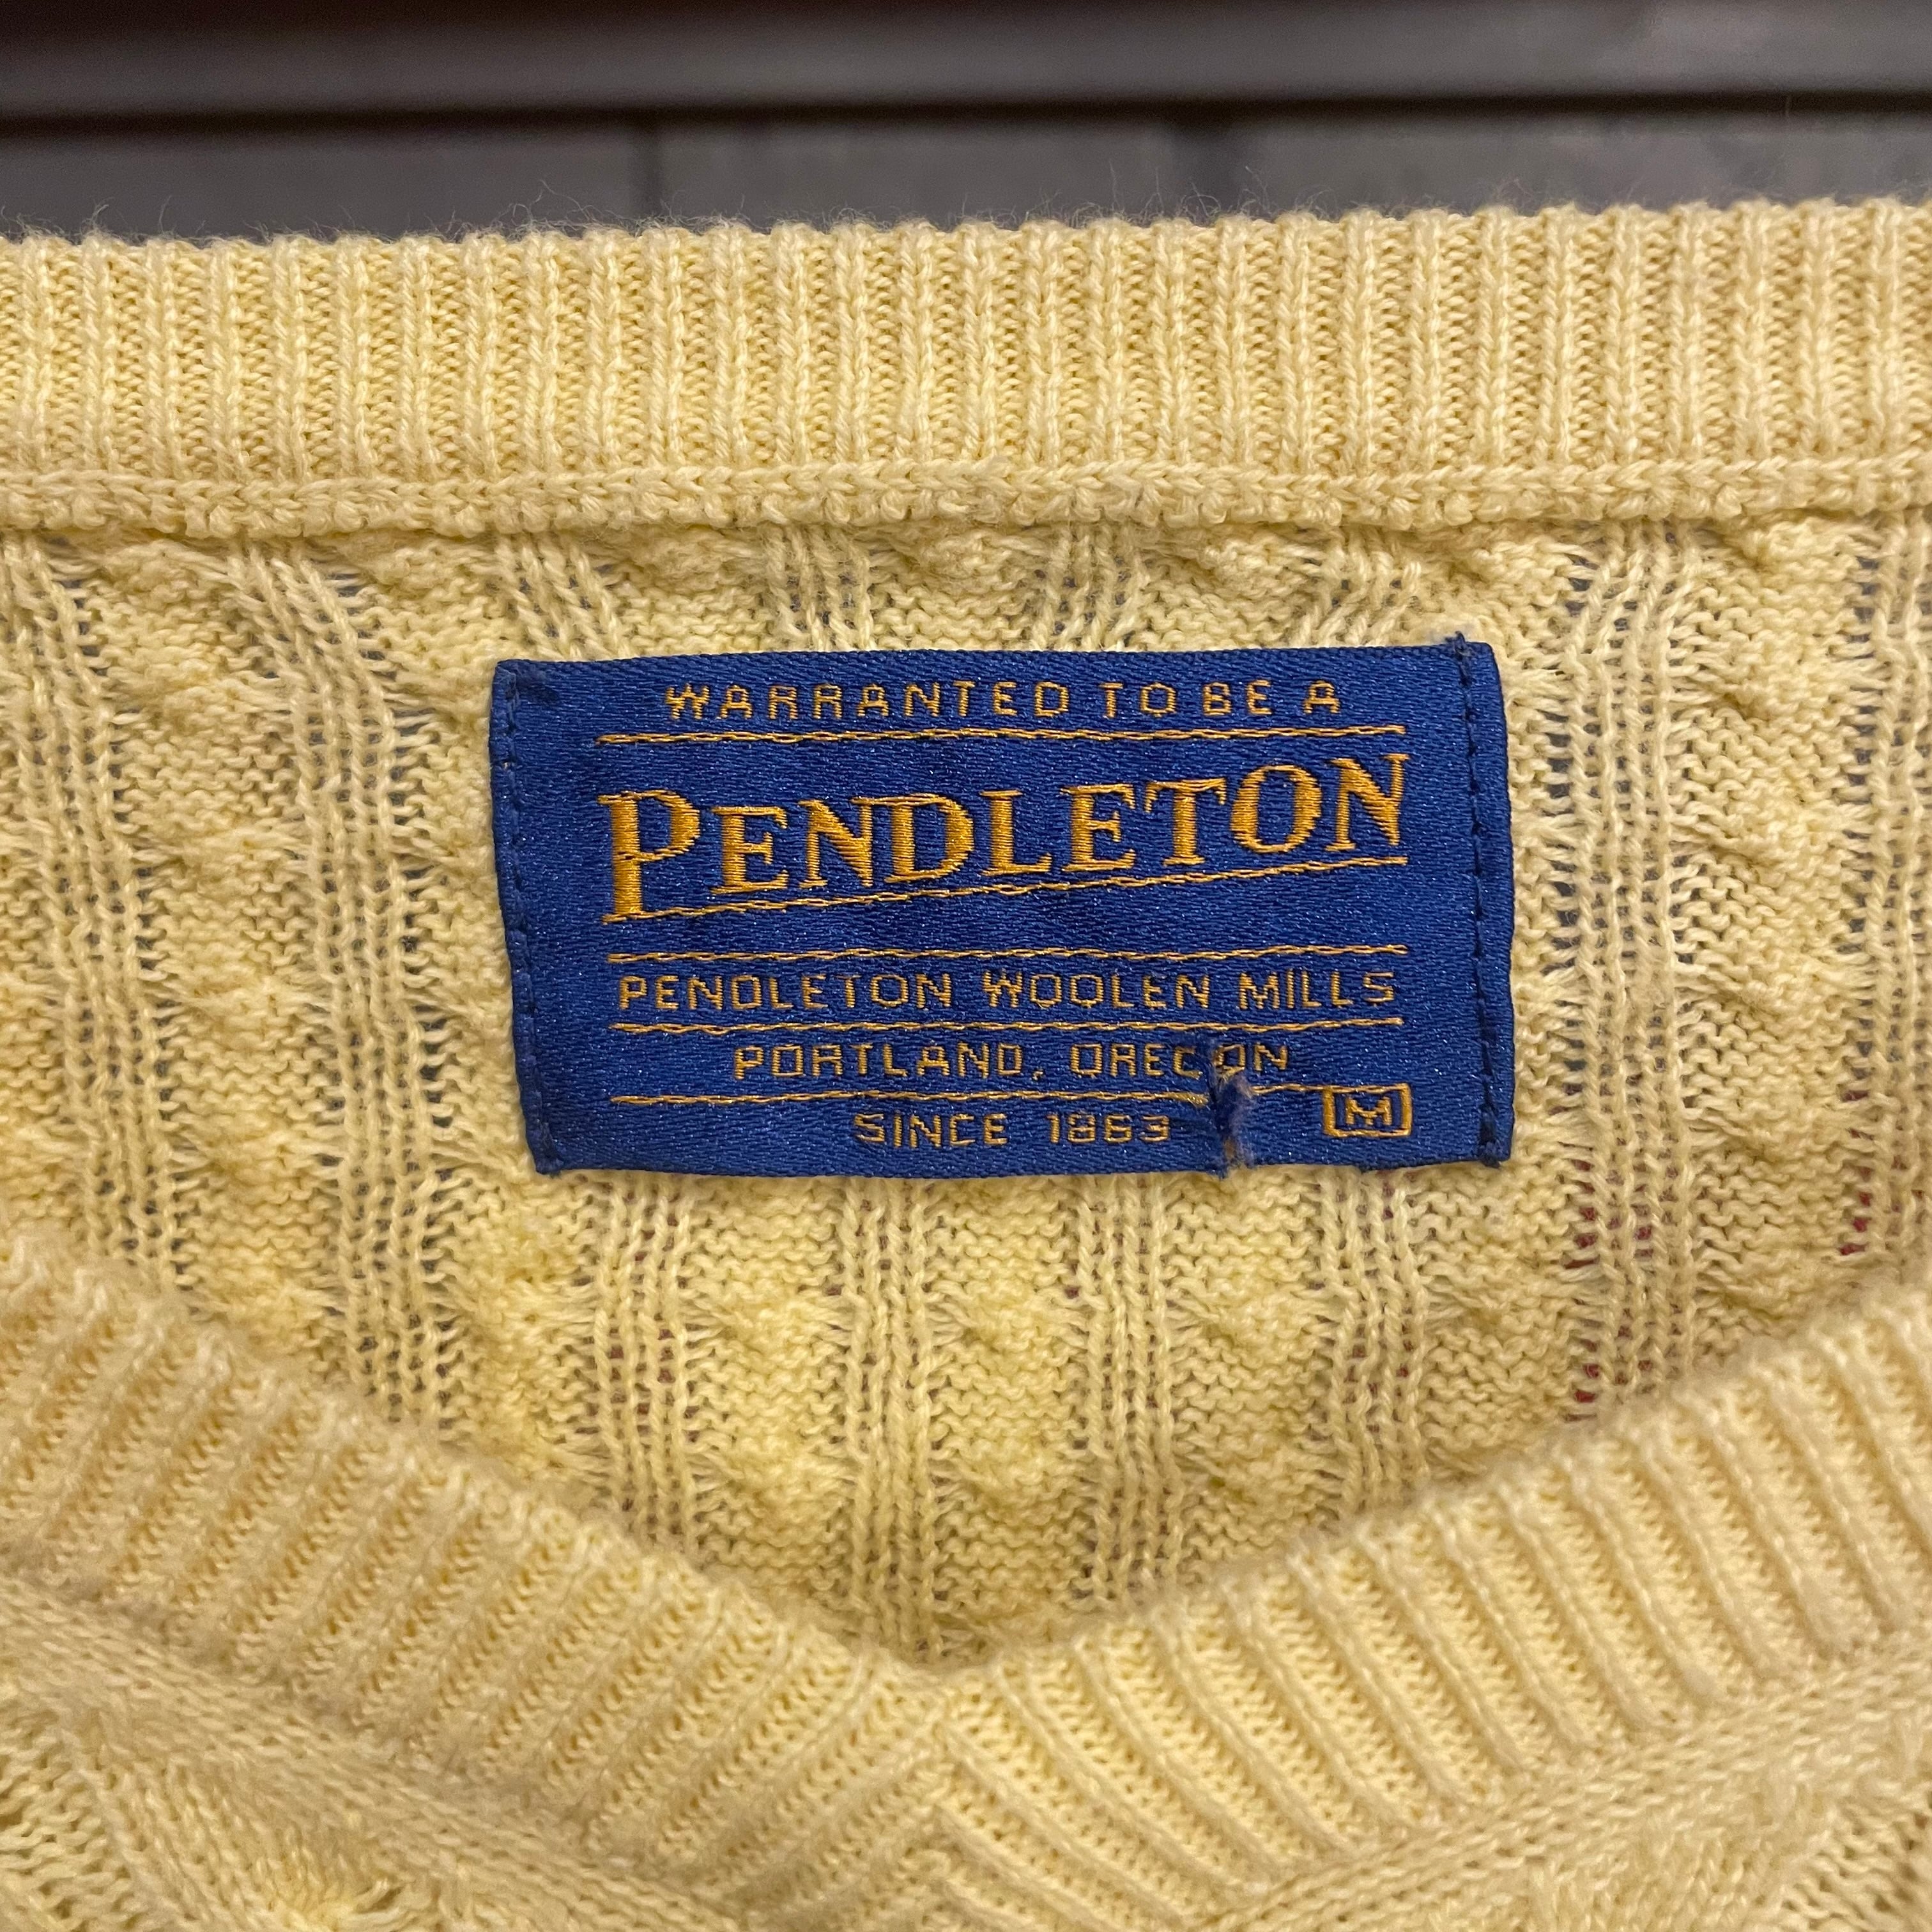 WARRANTED TO BE A
PENDLETON
PENDLETON WOOLEN MILLS
PORTLAND, OREGON
SINCE 1863
M